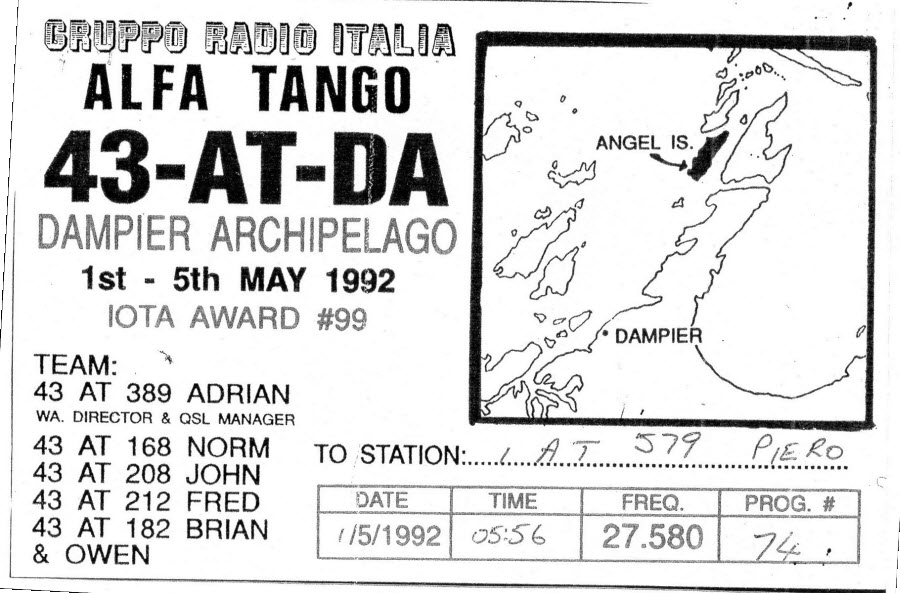 GRUPPO RADIO ITALIA
ALFA TANGO
43-AT-DA
DAMPIER ARCHIPELAGO
1st - 5th MAY 1992
IOTA AWARD #99
ANGEL IS.
DAMPIER
TEAM:
43 AT 389 ADRIAN
WA. DIRECTOR & QSL MANAGER
43 AT 168 NORM
43 AT 208 JOHN
43 AT 212 FRED
43 AT 182 BRIAN
& OWEN
TO STATION: 1 AT 579 PIERO
DATE TIME FREQ. PROG. #
1/5/1992 05:56 27.580 74